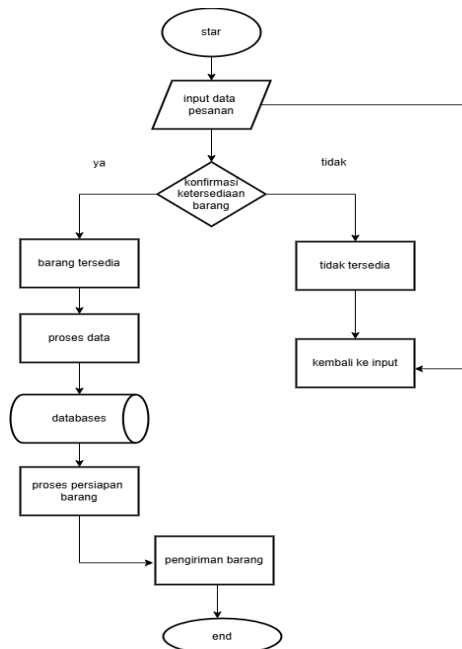 star
input data
pesanan
ya
tidak
konfirmasi
ketersediaan
barang
barang tersedia
tidak tersedia
proses data
kembali ke input
databases
proses persiapan
barang
pengiriman barang
end